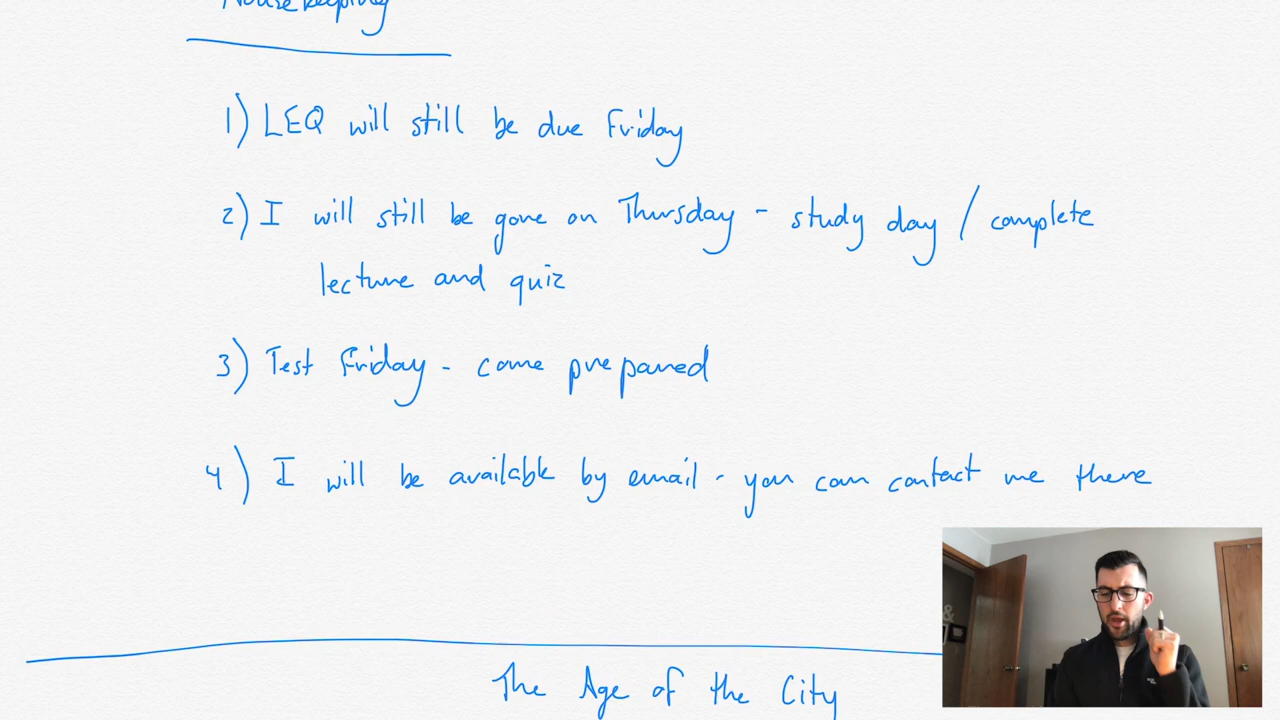 Housekeeping
1) LEQ will still be due Friday
2) I will still be gone on Thursday - study day / complete
lecture and quiz
3) Test Friday - come prepared
4) I will be available by email - you can contact me there
The Age of the City